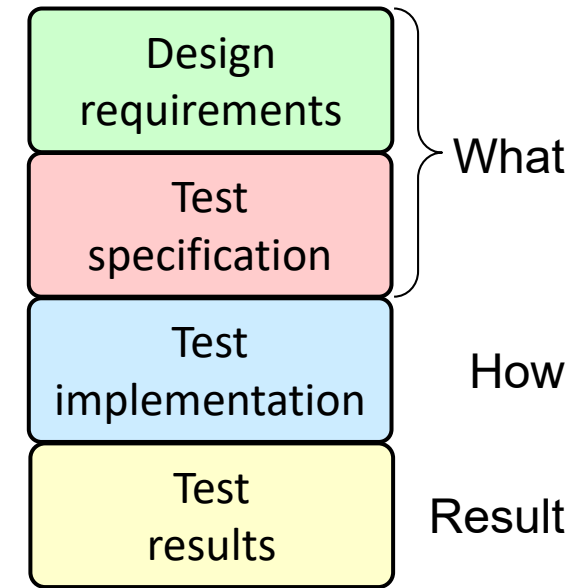 Design
requirements
What
Test
specification
Test
implementation
How
Test
results
Result